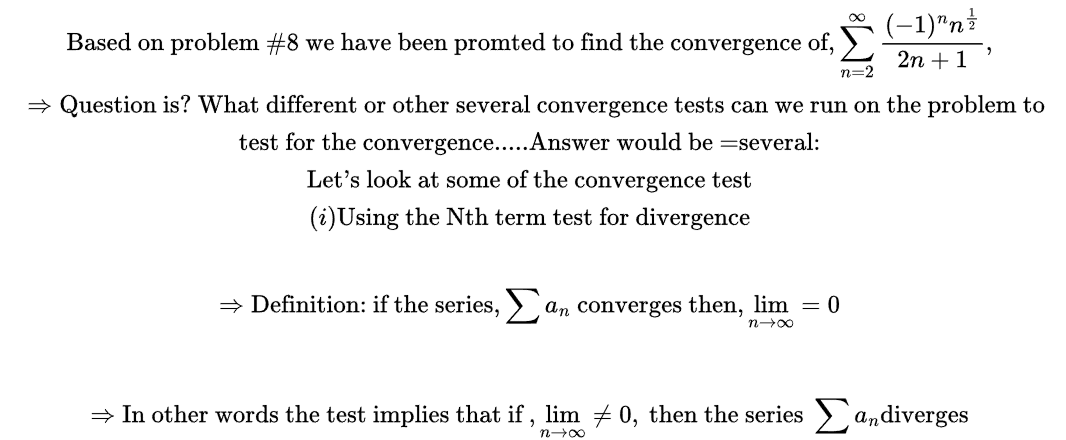 Based on problem #8 we have been promted to find the convergence of, $\sum_{n=2}^{\infty} \frac{(-1)^n n^{\frac{1}{2}}}{2n+1}$,
⇒ Question is? What different or other several convergence tests can we run on the problem to
test for the convergence.....Answer would be =several:
Let's look at some of the convergence test
(i)Using the Nth term test for divergence
⇒ Definition: if the series, $\sum a_n$ converges then, $\lim_{n\to\infty} = 0$
⇒ In other words the test implies that if , $\lim_{n\to\infty} \neq 0$, then the series $\sum a_n$diverges